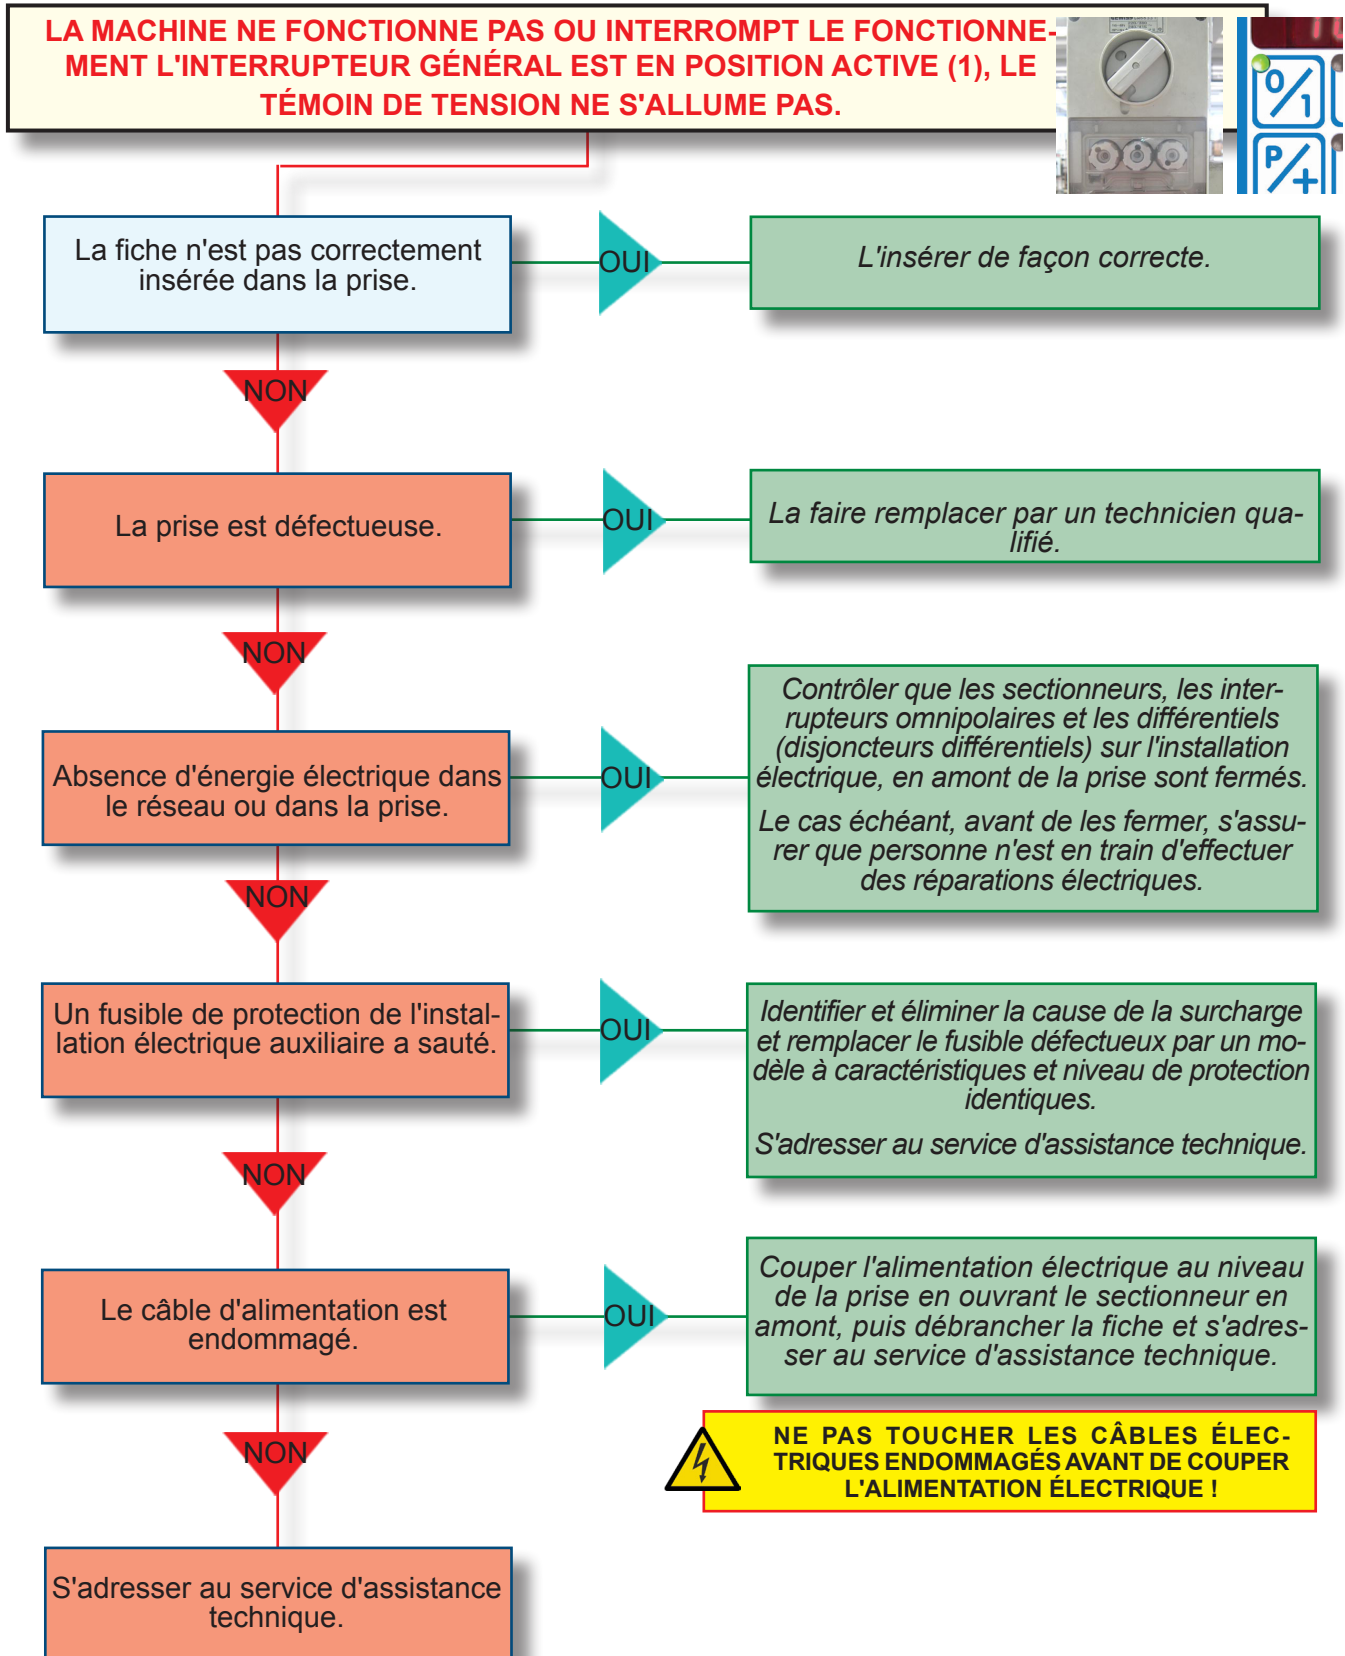 LA MACHINE NE FONCTIONNE PAS OU INTERROMPT LE FONCTIONNE-
MENT L'INTERRUPTEUR GÉNÉRAL EST EN POSITION ACTIVE (1), LE
TÉMOIN DE TENSION NE S'ALLUME PAS.
0/1
P/+
La fiche n'est pas correctement
insérée dans la prise.
OUI
L'insérer de façon correcte.
NON
La prise est défectueuse.
OUI
La faire remplacer par un technicien qua-
lifié.
NON
Absence d'énergie électrique dans
le réseau ou dans la prise.
OUI
Contrôler que les sectionneurs, les inter-
rupteurs omnipolaires et les différentiels
(disjoncteurs différentiels) sur l'installation
électrique, en amont de la prise sont fermés.
Le cas échéant, avant de les fermer, s'assu-
rer que personne n'est en train d'effectuer
des réparations électriques.
NON
Un fusible de protection de l'instal-
lation électrique auxiliaire a sauté.
OUI
Identifier et éliminer la cause de la surcharge
et remplacer le fusible défectueux par un mo-
dèle à caractéristiques et niveau de protection
identiques.
S'adresser au service d'assistance technique.
NON
Le câble d'alimentation est
endommagé.
OUI
Couper l'alimentation électrique au niveau
de la prise en ouvrant le sectionneur en
amont, puis débrancher la fiche et s'adres-
ser au service d'assistance technique.
NE PAS TOUCHER LES CÂBLES ÉLEC-
TRIQUES ENDOMMAGÉS AVANT DE COUPER
L'ALIMENTATION ÉLECTRIQUE !
NON
S'adresser au service d'assistance
technique.